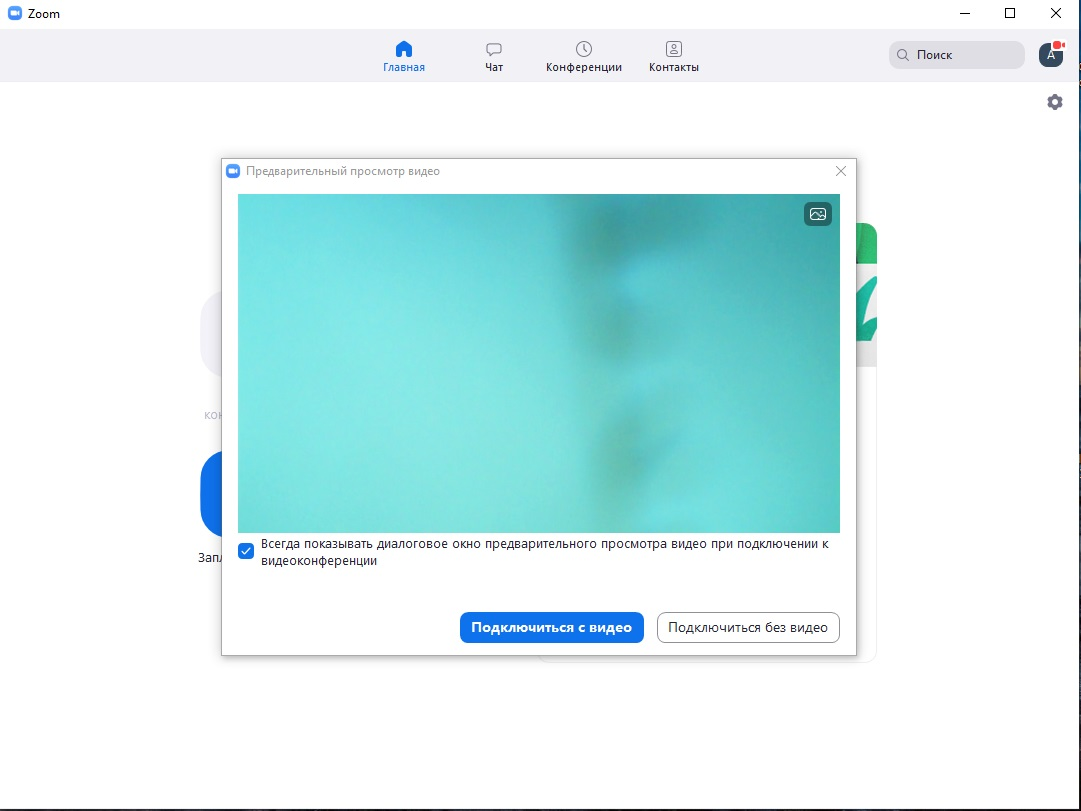 Zoom
Главная
Чат
Конференции
Контакты
Поиск
А
Предварительный просмотр видео
Всегда показывать диалоговое окно предварительного просмотра видео при подключении к
видеоконференции
Подключиться с видео
Подключиться без видео